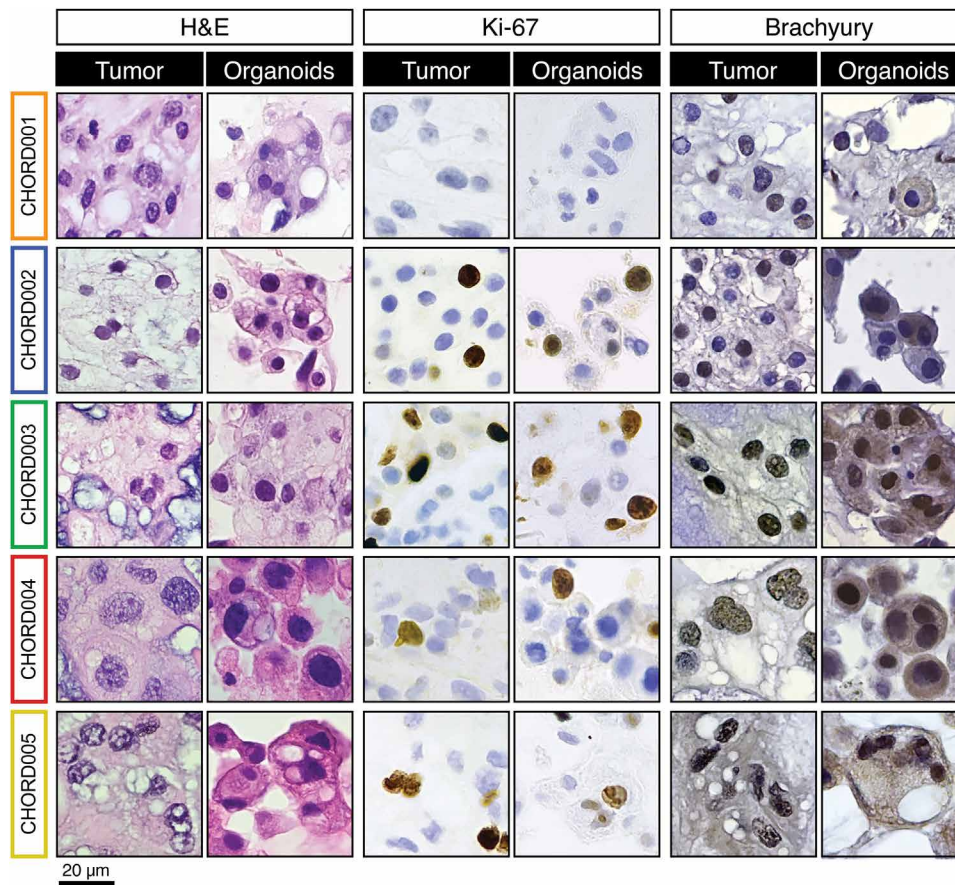 H&E Ki-67 Brachyury
Tumor Organoids Tumor Organoids Tumor Organoids
CHORD001
CHORD002
CHORD003
CHORD004
CHORD005
20 µm